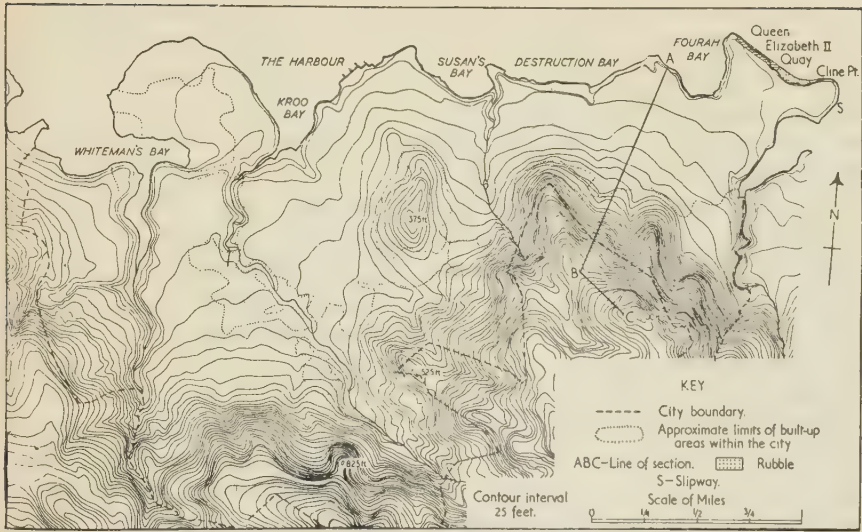 Queen
Elizabeth II
Quay
Cline Pt.
S
FOURAH
BAY
A
DESTRUCTION BAY
SUSAN'S
BAY
THE HARBOUR
KROO
BAY
WHITEMAN'S BAY
375ft
N
B
525ft
825ft
KEY
City boundary.
Approximate limits of built-up
areas within the city
ABC-Line of section.
Rubble
S-Slipway.
Scale of Miles
0 1/4 1/2 3/4
Contour interval
25 feet.